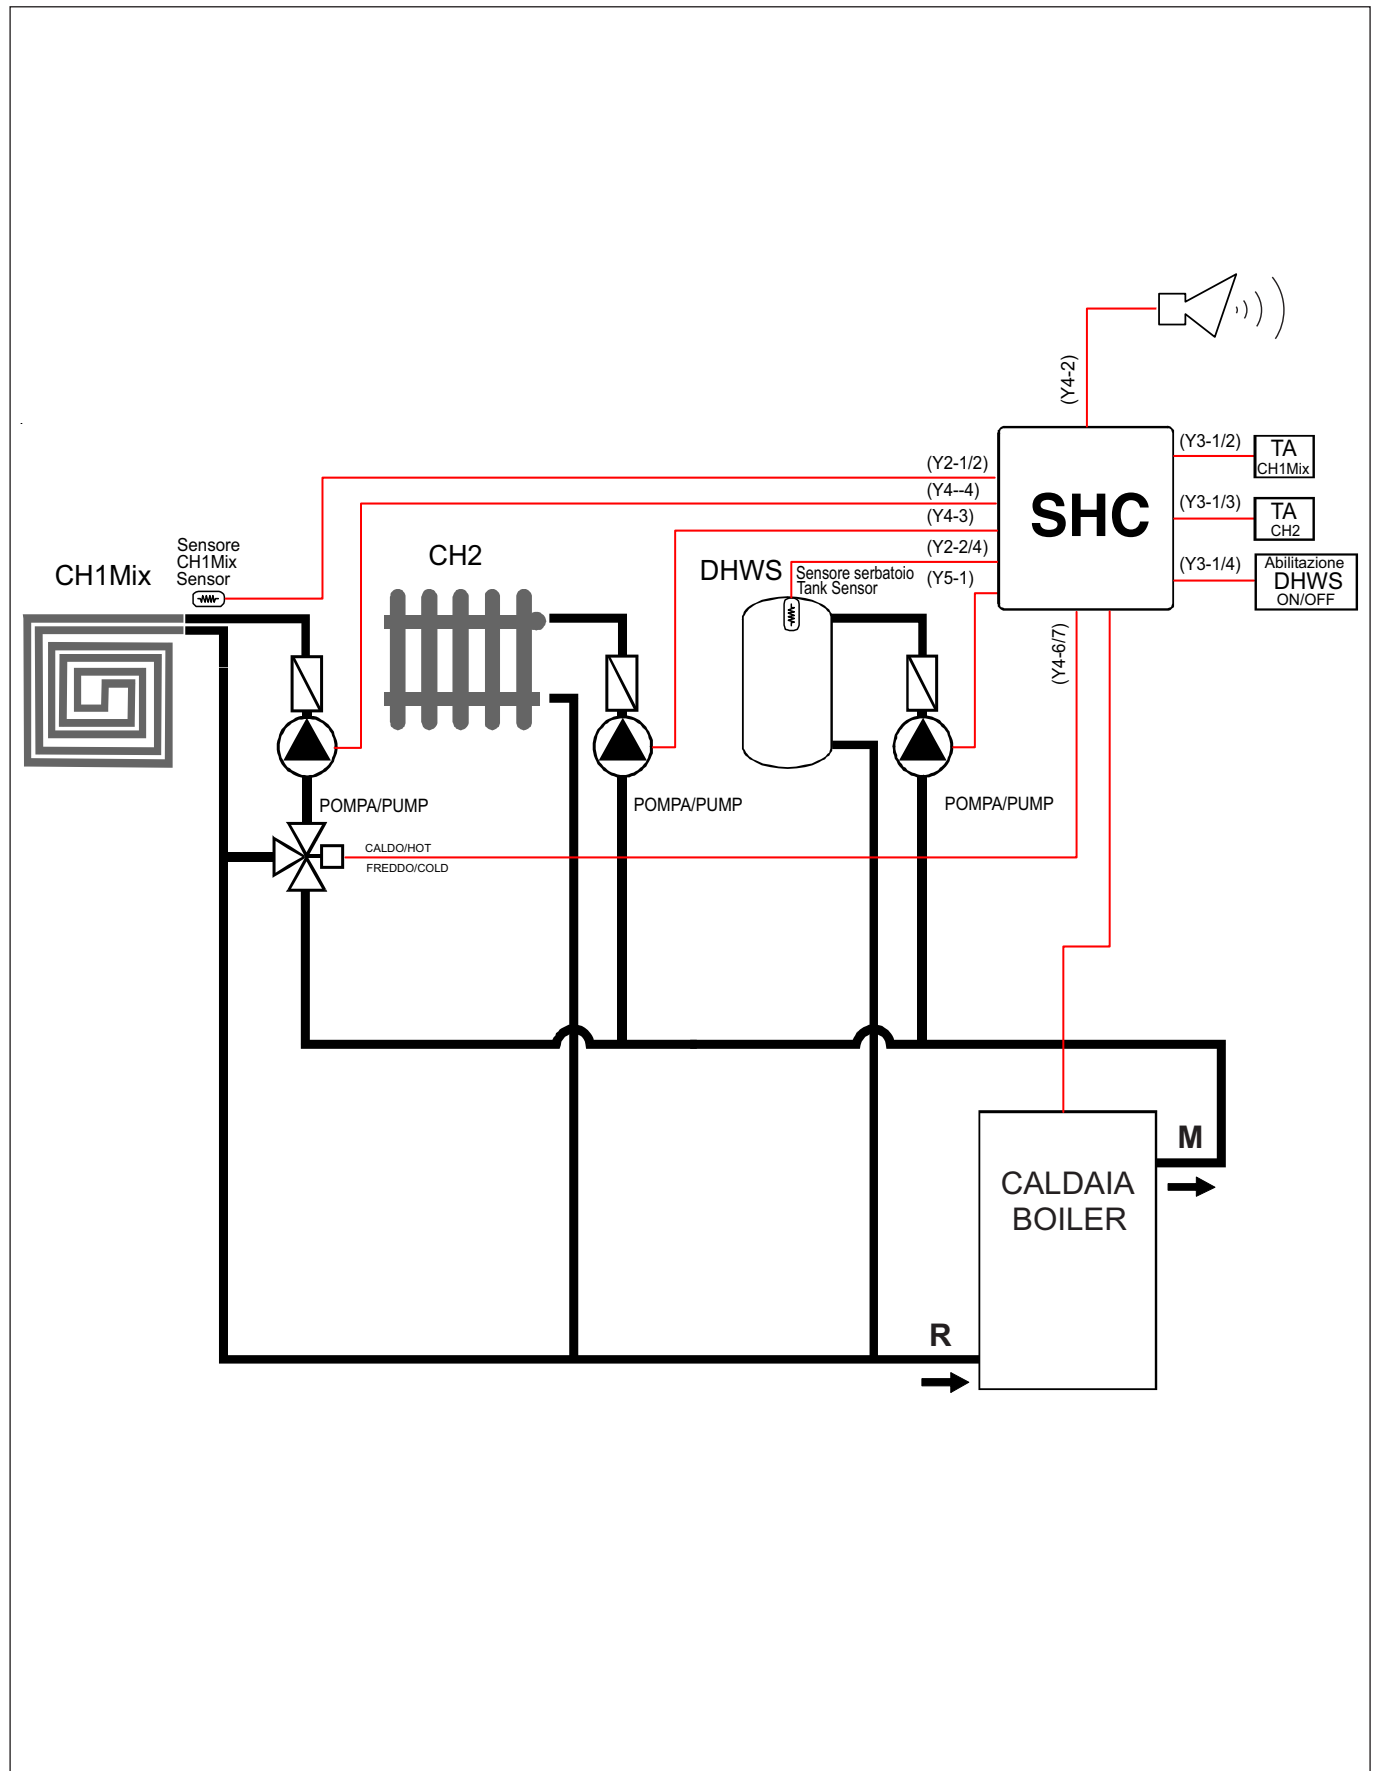 (Y4-2)
(Y3-1/2)
TA
CH1Mix
(Y2-1/2)
(Y4--4)
SHC
(Y3-1/3)
TA
CH2
(Y4-3)
Sensore
CH1Mix
Sensor
CH1Mix
CH2
(Y2-2/4)
DHWS
Sensore serbatoio
Tank Sensor
(Y5-1)
(Y3-1/4)
Abilitazione
DHWS
ON/OFF
(Y4-6/7)
POMPA/PUMP
POMPA/PUMP
POMPA/PUMP
CALDO/HOT
FREDDO/COLD
M
CALDAIA
BOILER
R